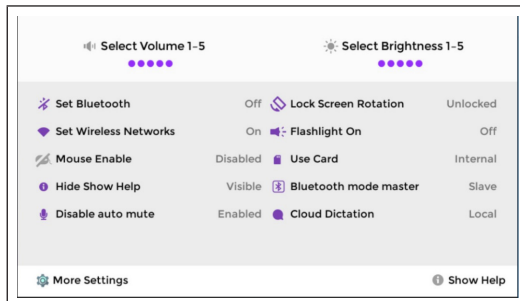 Select Volume 1-5 Select Brightness 1-5
Set Bluetooth Off Lock Screen Rotation Unlocked
Set Wireless Networks On Flashlight On Off
Mouse Enable Disabled Use Card Internal
Hide Show Help Visible Bluetooth mode master Slave
Disable auto mute Enabled Cloud Dictation Local
More Settings Show Help